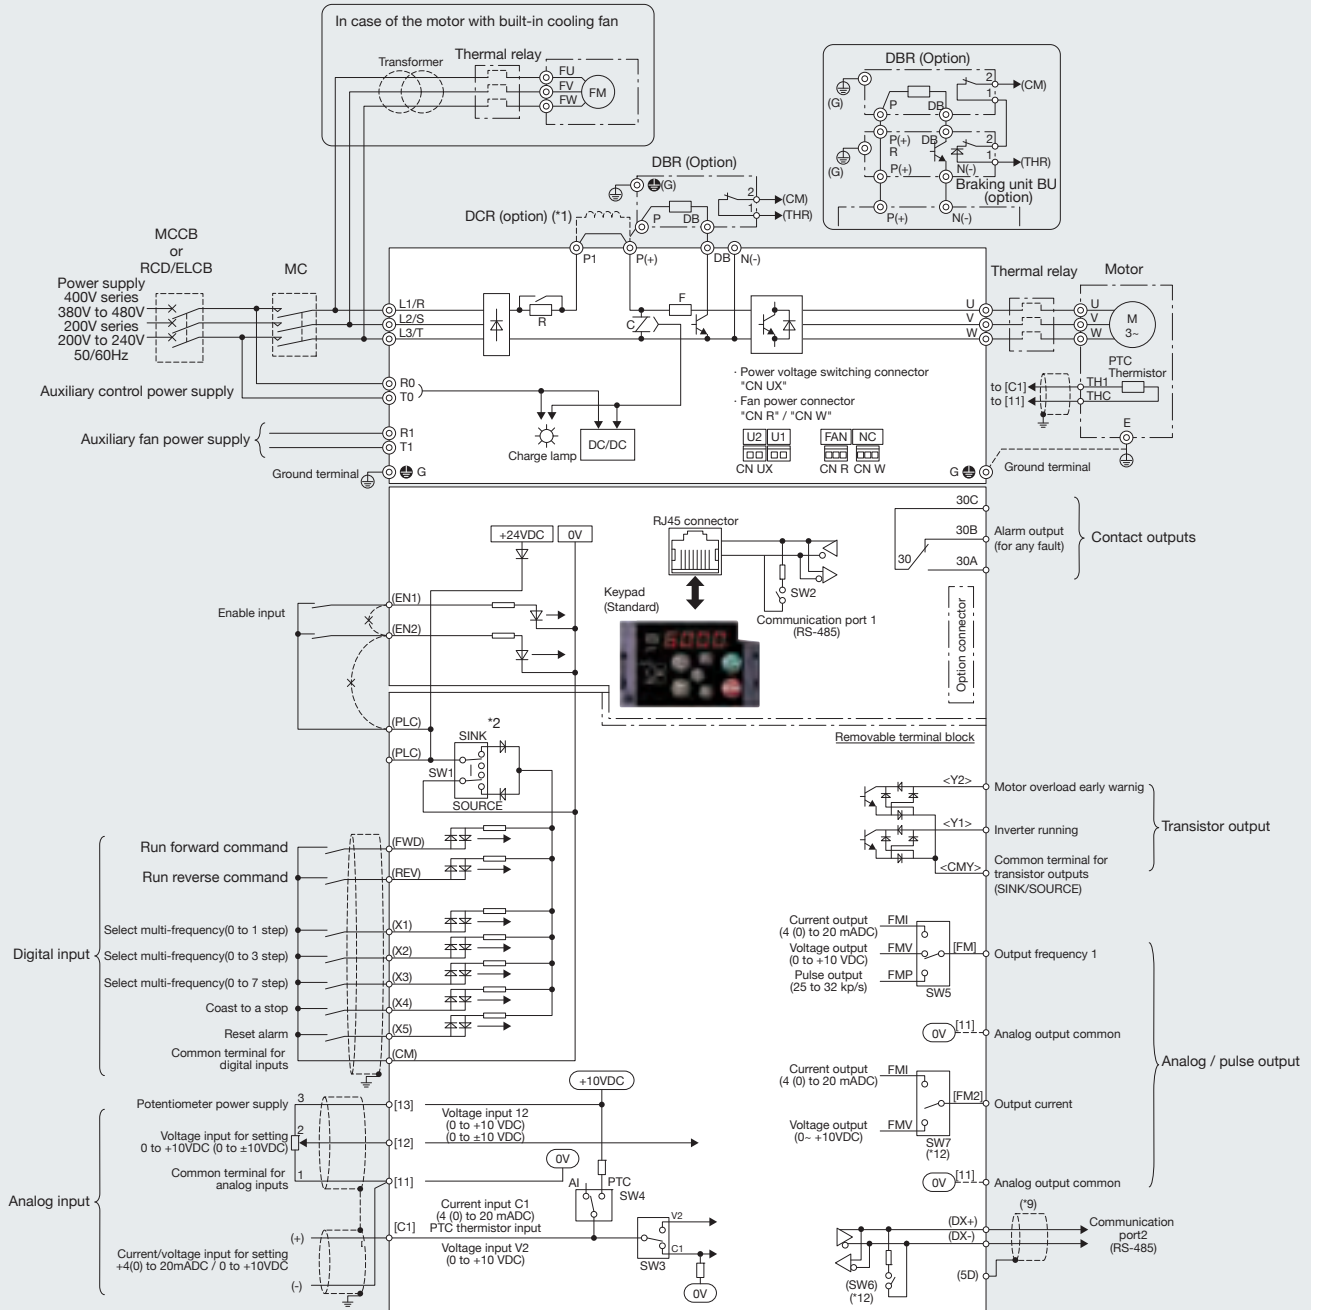 In case of the motor with built-in cooling fan
Thermal relay
Transformer
FU
FV
FW
FM
DBR (Option)
(G)
P
DB
2
1
(CM)
P(+)
R
DB
2
1
(THR)
(G)
P(+)
N(-)
Braking unit BU
(option)
P(+)
N(-)
DBR (Option)
(G)
2
1
(CM)
(THR)
P
DB
DCR (option) (*1)
P1
P(+)
DB
N(-)
MCCB
or
RCD/ELCB
MC
Power supply
400V series
380V to 480V
200V series
200V to 240V
50/60Hz
L1/R
L2/S
L3/T
R
C
F
U
V
W
Thermal relay
Motor
U
V
W
M
3~
PTC
Thermistor
to [C1]
to [11]
TH1
THC
E
Ground terminal
Auxiliary control power supply
R0
T0
Auxiliary fan power supply
R1
T1
Ground terminal
G
Charge lamp
DC/DC
· Power voltage switching connector
"CN UX"
· Fan power connector
"CN R" / "CN W"
U2
U1
FAN
NC
CN UX
CN R
CN W
G
30C
30B
30
30A
Alarm output
(for any fault)
Contact outputs
+24VDC
0V
RJ45 connector
SW2
Keypad
(Standard)
Communication port 1
(RS-485)
6000
Option connector
Enable input
(EN1)
(EN2)
(PLC)
(PLC)
*2
SINK
SW1
SOURCE
Removable terminal block
<Y2>
Motor overload early warnig
<Y1>
Inverter running
<CMY>
Common terminal for
transistor outputs
(SINK/SOURCE)
Transistor output
Digital input
Run forward command
(FWD)
Run reverse command
(REV)
Select multi-frequency(0 to 1 step)
(X1)
Select multi-frequency(0 to 3 step)
(X2)
Select multi-frequency(0 to 7 step)
(X3)
Coast to a stop
(X4)
Reset alarm
(X5)
Common terminal for
digital inputs
(CM)
Current output
(4 (0) to 20 mADC)
FMI
Voltage output
(0 to +10 VDC)
FMV
Pulse output
(25 to 32 kp/s)
FMP
SW5
[FM]
Output frequency 1
0V
[11]
Analog output common
Analog / pulse output
Current output
(4 (0) to 20 mADC)
FMI
[FM2]
Output current
Voltage output
(0~ +10VDC)
FMV
SW7
(*12)
0V
[11]
Analog output common
Analog input
Potentiometer power supply
3
[13]
Voltage input for setting
0 to +10VDC (0 to ±10VDC)
2
[12]
Common terminal for
analog inputs
1
[11]
(+)
[C1]
Current/voltage input for setting
+4(0) to 20mADC / 0 to +10VDC
(-)
+10VDC
Voltage input 12
(0 to +10 VDC)
(0 to ±10 VDC)
0V
AI
PTC
SW4
Current input C1
(4 (0) to 20 mADC)
PTC thermistor input
Voltage input V2
(0 to +10 VDC)
V2
C1
SW3
0V
(*9)
(DX+)
(DX-)
Communication
port2
(RS-485)
(SW6)
(*12)
(5D)